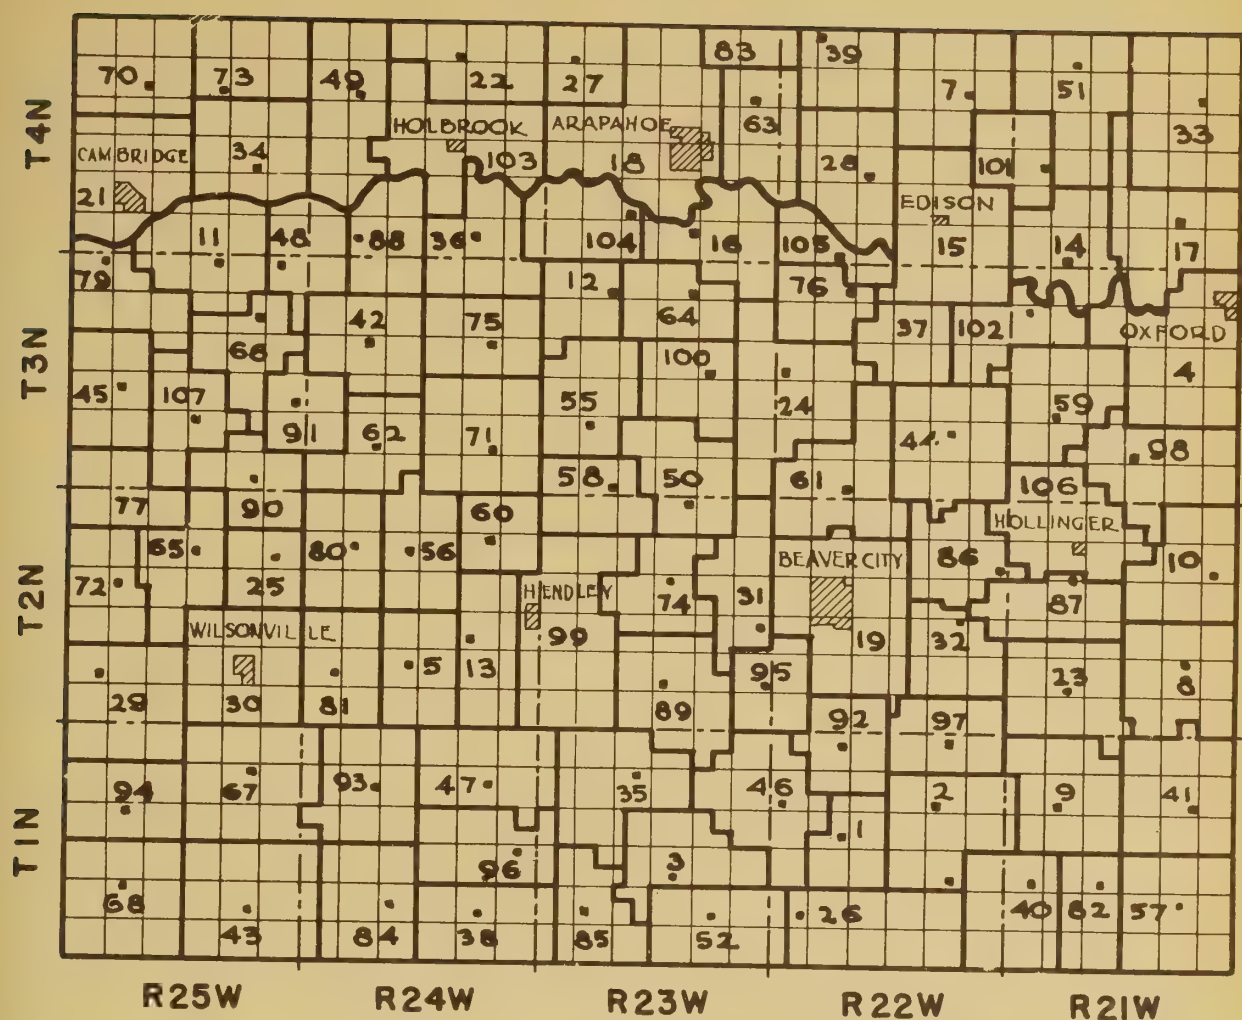 83 39
70 73 49 22 27 7 51
T4N
HOLBROOK ARAPAHOE 63 33
CAMBRIDGE 34 103 18 28 101
21 EDISON
11 48 88 36 104 16 105 15 14 17
79 12 76
42 75 64 37 102 OXFORD
T3N
66 100 4
45 107 55 24 59
91 62 71 44 98
58 50 61 106
77 90 60 HOLLINGER
65 80 56 BEAVER CITY 86 10
72 25 HENDLEY 74 31 87
T2N
WILSONVILLE 99 19 32
5 13 95 23 8
29 30 81 89 92 97
94 67 93 47 35 46 2 9 41
T1N
1
96 3
68 40 82 57
43 84 38 85 52 26
R25W R24W R23W R22W R21W